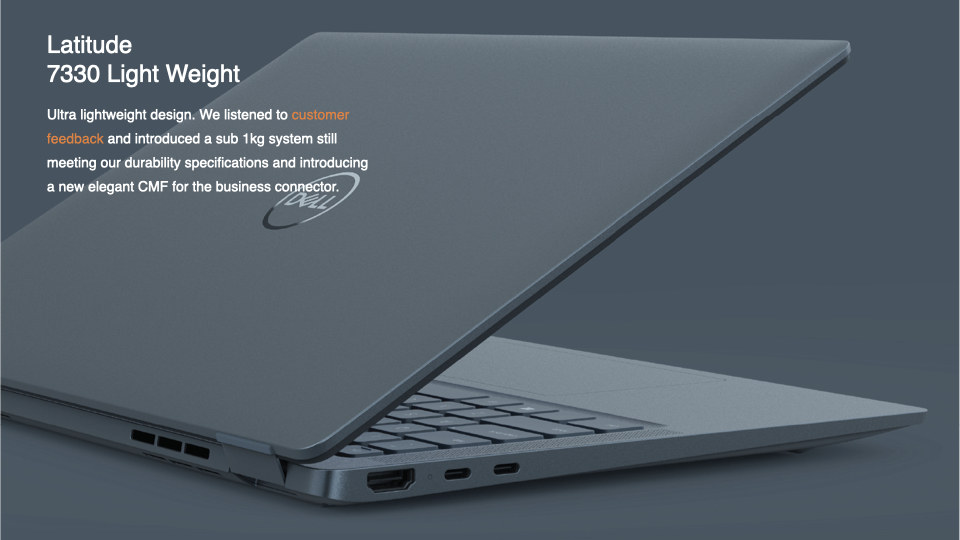 Latitude
7330 Light Weight
Ultra lightweight design. We listened to customer
feedback and introduced a sub 1kg system still
meeting our durability specifications and introducing
a new elegant CMF for the business connector.
DELL